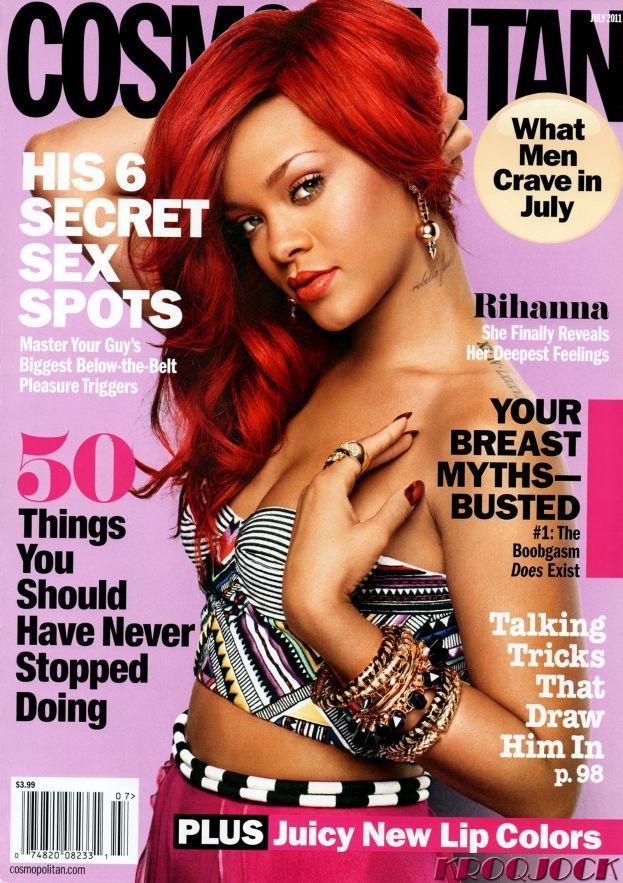 COSMOPOLITAN
JULY 2011
What
Men
Crave in
July
HIS 6
SECRET
SEX
SPOTS
Master Your Guy's
Biggest Below-the-Belt
Pleasure Triggers
Rihanna
She Finally Reveals
Her Deepest Feelings
YOUR
BREAST
MYTHS—
BUSTED
#1: The
Boobgasm
Does Exist
50
Things
You
Should
Have Never
Stopped
Doing
Talking
Tricks
That
Draw
Him In
p. 98
$3.99
07>
0 74820 08233 1
cosmopolitan.com
PLUS Juicy New Lip Colors
KROQJOCK